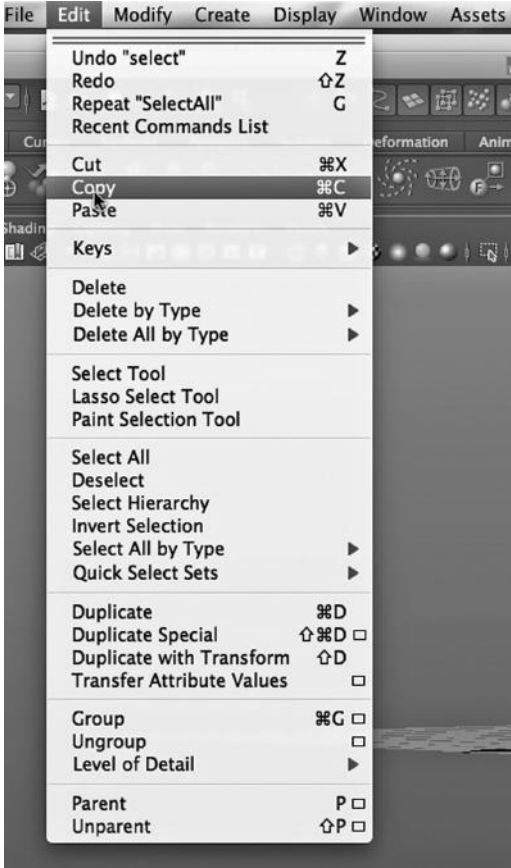 File Edit Modify Create Display Window Assets
Undo "select" Z
Redo ⇧Z
Repeat "SelectAll" G
Recent Commands List
Cut ⌘X
Copy ⌘C
Paste ⌘V
Keys
Delete
Delete by Type
Delete All by Type
Select Tool
Lasso Select Tool
Paint Selection Tool
Select All
Deselect
Select Hierarchy
Invert Selection
Select All by Type
Quick Select Sets
Duplicate ⌘D
Duplicate Special ⇧⌘D
Duplicate with Transform ⇧D
Transfer Attribute Values
Group ⌘G
Ungroup
Level of Detail
Parent P
Unparent ⇧P